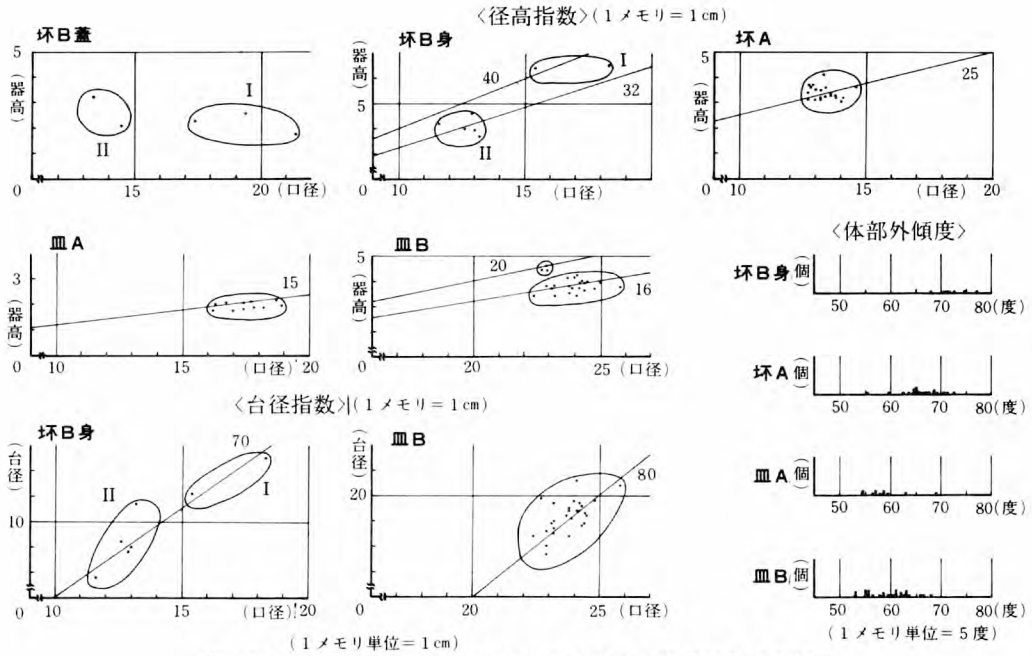 〈径高指数〉(1メモリ=1cm)
坏B蓋
5
(器高)
I
II
0
15
20
(口径)
坏B身
40
I
32
5
(器高)
II
0
10
15
(口径)
坏A
5
25
(器高)
0
10
15
(口径)
20
皿A
3
15
(器高)
0
10
15
(口径)
20
皿B
5
20
16
(器高)
0
20
25
(口径)
〈体部外傾度〉
坏B身(個)
50
60
70
80(度)
坏A(個)
50
60
70
80(度)
皿A(個)
50
60
70
80(度)
皿B(個)
50
60
70
80(度)
(1メモリ単位=5度)
〈台径指数〉(1メモリ=1cm)
坏B身
70
(台径)
II
I
10
0
10
15
(口径)
20
皿B
(台径)
80
20
0
20
25
(口径)
(1メモリ単位=1cm)